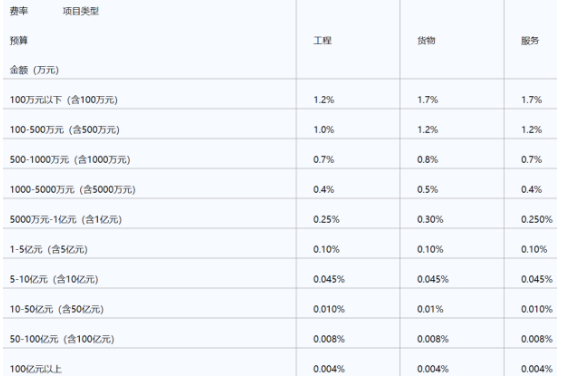 费率 项目类型
预算 工程 货物 服务
金额（万元）
100万元以下（含100万元） 1.2% 1.7% 1.7%
100-500万元（含500万元） 1.0% 1.2% 1.2%
500-1000万元（含1000万元） 0.7% 0.8% 0.7%
1000-5000万元（含5000万元） 0.4% 0.5% 0.4%
5000万元-1亿元（含1亿元） 0.25% 0.30% 0.250%
1-5亿元（含5亿元） 0.10% 0.10% 0.10%
5-10亿元（含10亿元） 0.045% 0.045% 0.045%
10-50亿元（含50亿元） 0.010% 0.01% 0.010%
50-100亿元（含100亿元） 0.008% 0.008% 0.008%
100亿元以上 0.004% 0.004% 0.004%